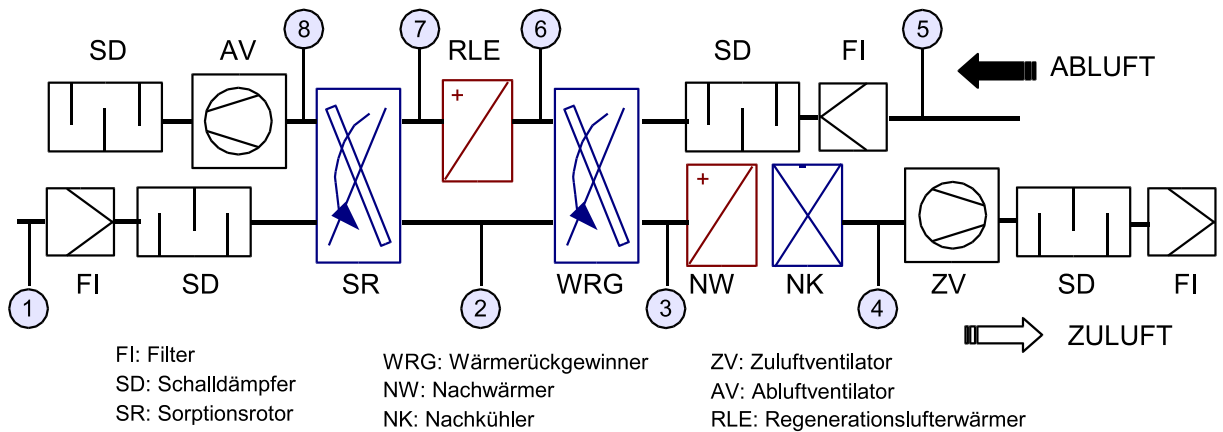 8
7
6
5
SD
AV
RLE
SD
FI
ABLUFT
+
+
-
FI
SD
SR
WRG
NW
NK
ZV
SD
FI
1
2
3
4
ZULUFT
FI: Filter
SD: Schalldämpfer
SR: Sorptionsrotor
WRG: Wärmerückgewinner
NW: Nachwärmer
NK: Nachkühler
ZV: Zuluftventilator
AV: Abluftventilator
RLE: Regenerationslufterwärmer